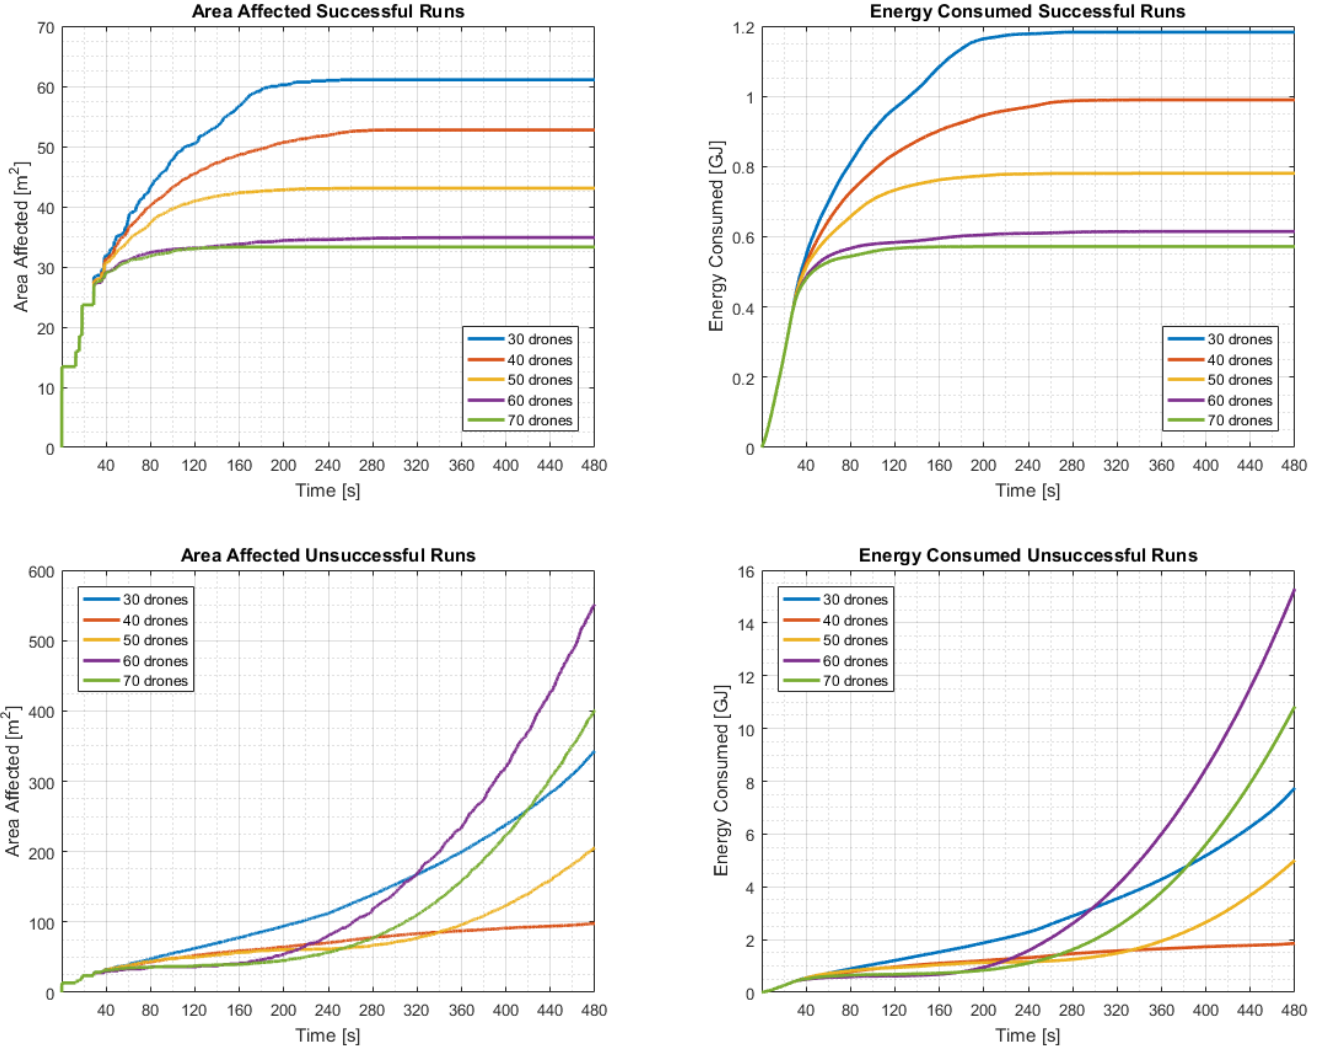 Area Affected Successful Runs
Area Affected [m²]
70
60
50
40
30
20
10
0
30 drones
40 drones
50 drones
60 drones
70 drones
40 80 120 160 200 240 280 320 360 400 440 480
Time [s]
Energy Consumed Successful Runs
Energy Consumed [GJ]
1.2
1
0.8
0.6
0.4
0.2
0
30 drones
40 drones
50 drones
60 drones
70 drones
40 80 120 160 200 240 280 320 360 400 440 480
Time [s]
Area Affected Unsuccessful Runs
Area Affected [m²]
600
500
400
300
200
100
0
30 drones
40 drones
50 drones
60 drones
70 drones
40 80 120 160 200 240 280 320 360 400 440 480
Time [s]
Energy Consumed Unsuccessful Runs
Energy Consumed [GJ]
16
14
12
10
8
6
4
2
0
30 drones
40 drones
50 drones
60 drones
70 drones
40 80 120 160 200 240 280 320 360 400 440 480
Time [s]